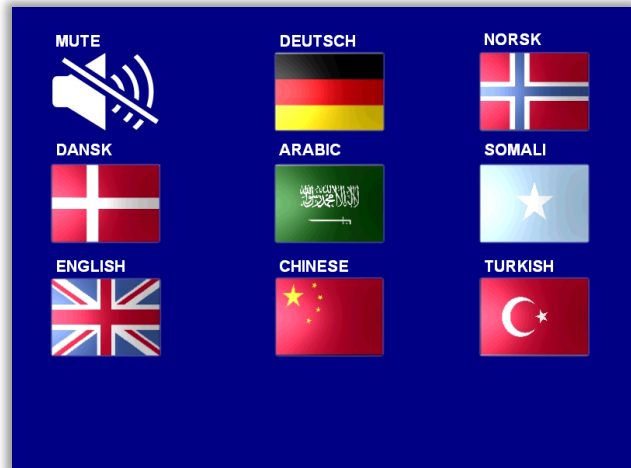 MUTE
DEUTSCH
NORSK
DANSK
ARABIC
SOMALI
ENGLISH
CHINESE
TURKISH